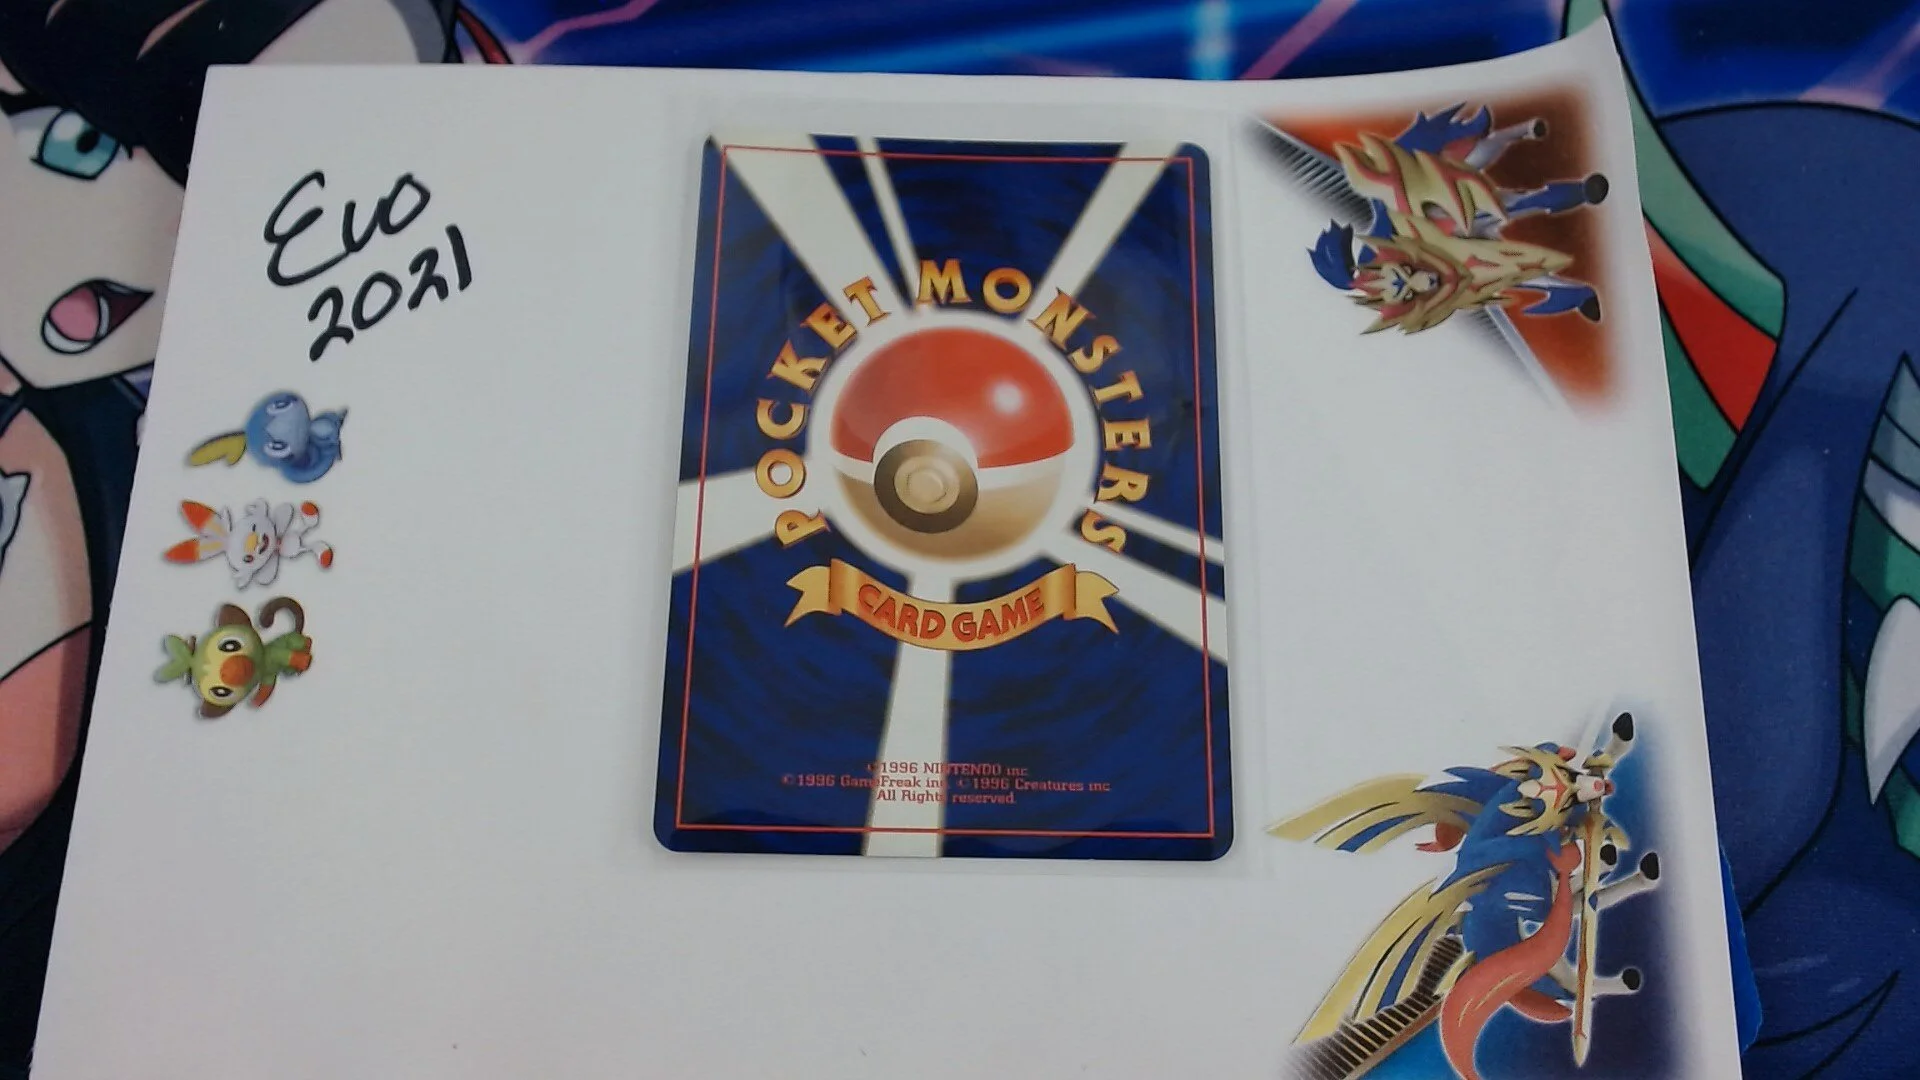 Evo
2021
POCKET MONSTERS
CARD GAME
©1996 NINTENDO inc
©1996 GameFreak inc ©1996 Creatures inc
All Rights reserved.